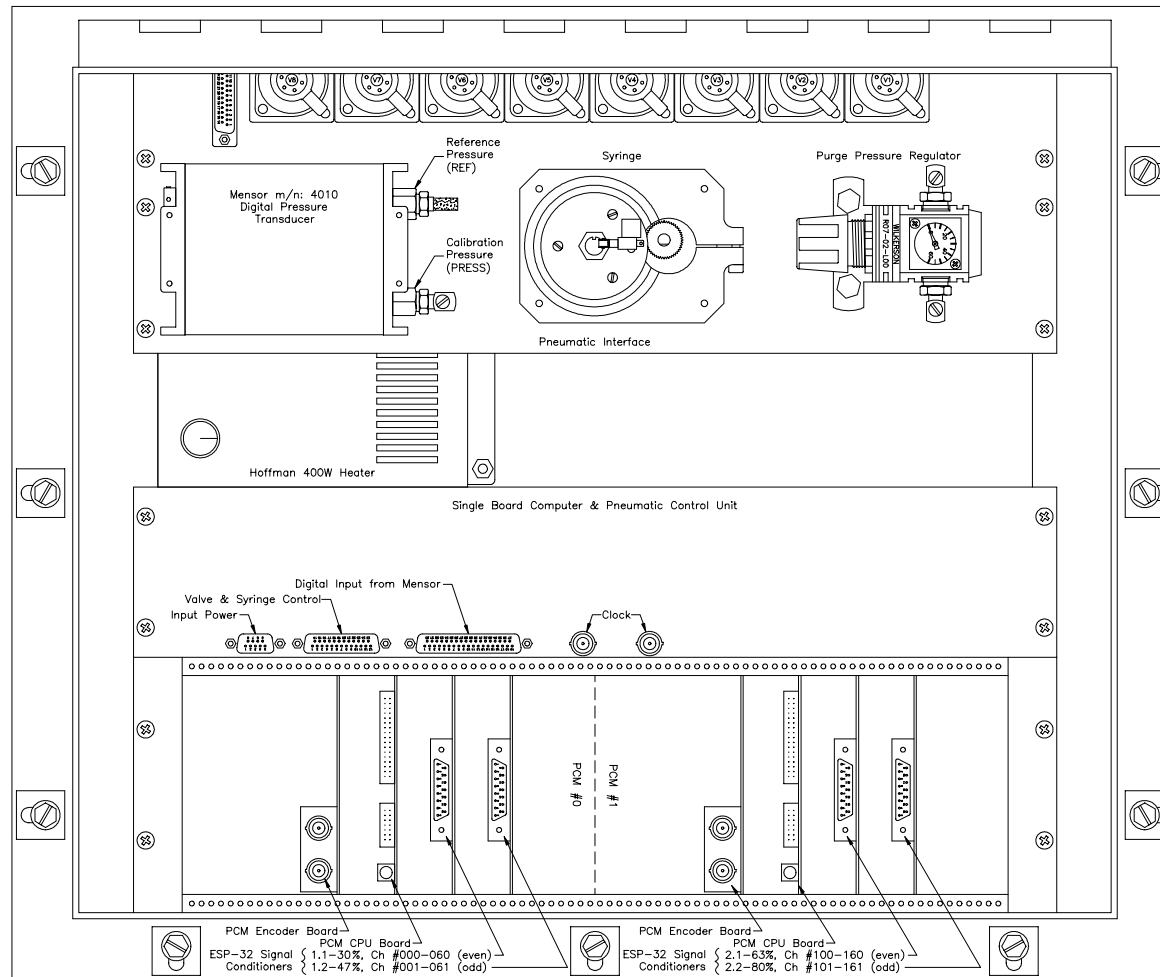 V8 V7 V6 V5 V4 V3 V2 V1
Reference
Pressure
(REF)
Syringe
Purge Pressure Regulator
Mensor m/n: 4010
Digital Pressure
Transducer
WILKERSON
R07-02-L00
Calibration
Pressure
(PRESS)
Pneumatic Interface
Hoffman 400W Heater
Single Board Computer & Pneumatic Control Unit
Digital Input from Mensor
Valve & Syringe Control
Input Power
Clock
PCM #0
PCM #1
PCM Encoder Board
PCM CPU Board
ESP-32 Signal { 1.1-30%, Ch #000-060 (even)
Conditioners { 1.2-47%, Ch #001-061 (odd)
PCM Encoder Board
PCM CPU Board
ESP-32 Signal { 2.1-63%, Ch #100-160 (even)
Conditioners { 2.2-80%, Ch #101-161 (odd)